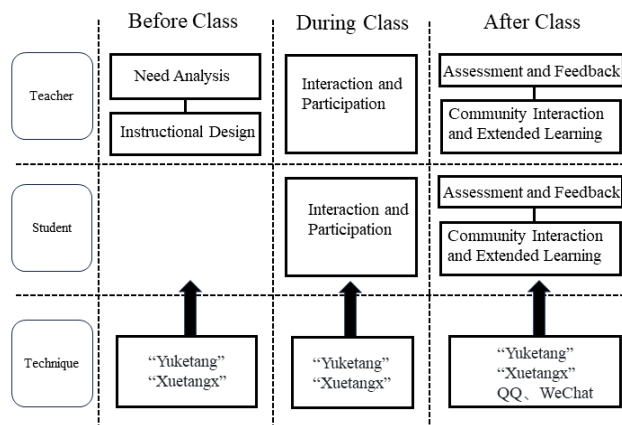 Before Class
During Class
After Class
Teacher
Need Analysis
Instructional Design
Interaction and
Participation
Assessment and Feedback
Community Interaction
and Extended Learning
Student
Interaction and
Participation
Assessment and Feedback
Community Interaction
and Extended Learning
Technique
“Yuketang”
“Xuetangx”
“Yuketang”
“Xuetangx”
“Yuketang”
“Xuetangx”
QQ、WeChat